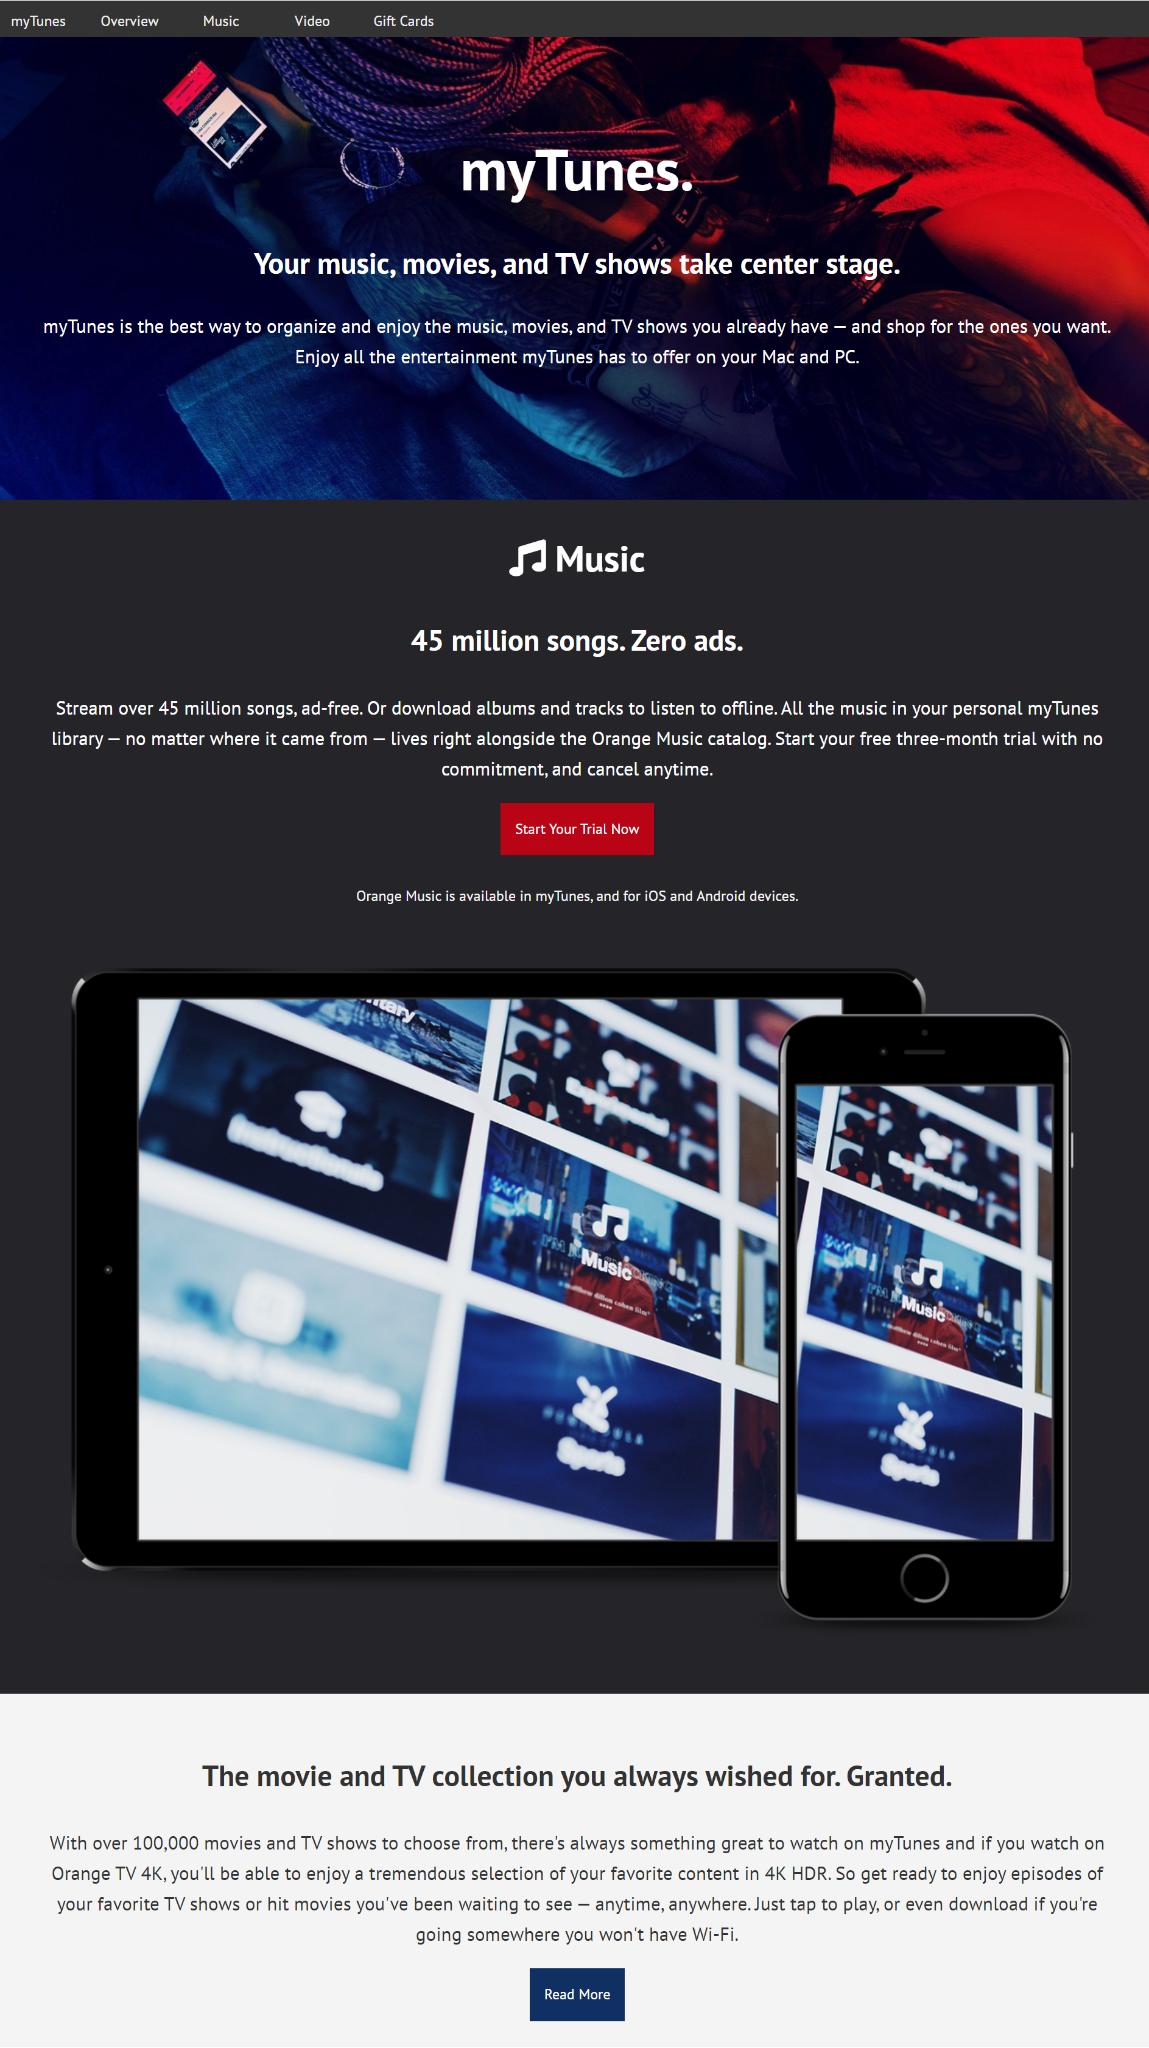 myTunes Overview Music Video Gift Cards
myTunes.
Your music, movies, and TV shows take center stage.
myTunes is the best way to organize and enjoy the music, movies, and TV shows you already have — and shop for the ones you want.
Enjoy all the entertainment myTunes has to offer on your Mac and PC.
Music
45 million songs. Zero ads.
Stream over 45 million songs, ad-free. Or download albums and tracks to listen to offline. All the music in your personal myTunes
library — no matter where it came from — lives right alongside the Orange Music catalog. Start your free three-month trial with no
commitment, and cancel anytime.
Start Your Trial Now
Orange Music is available in myTunes, and for iOS and Android devices.
Music
Music
The movie and TV collection you always wished for. Granted.
With over 100,000 movies and TV shows to choose from, there's always something great to watch on myTunes and if you watch on
Orange TV 4K, you'll be able to enjoy a tremendous selection of your favorite content in 4K HDR. So get ready to enjoy episodes of
your favorite TV shows or hit movies you've been waiting to see — anytime, anywhere. Just tap to play, or even download if you're
going somewhere you won't have Wi-Fi.
Read More